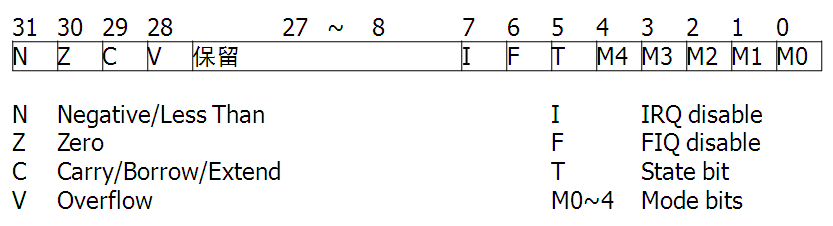 31 30 29 28 27 ~ 8 7 6 5 4 3 2 1 0
N Z C V 保留 I F T M4 M3 M2 M1 M0
N Negative/Less Than I IRQ disable
Z Zero F FIQ disable
C Carry/Borrow/Extend T State bit
V Overflow M0~4 Mode bits